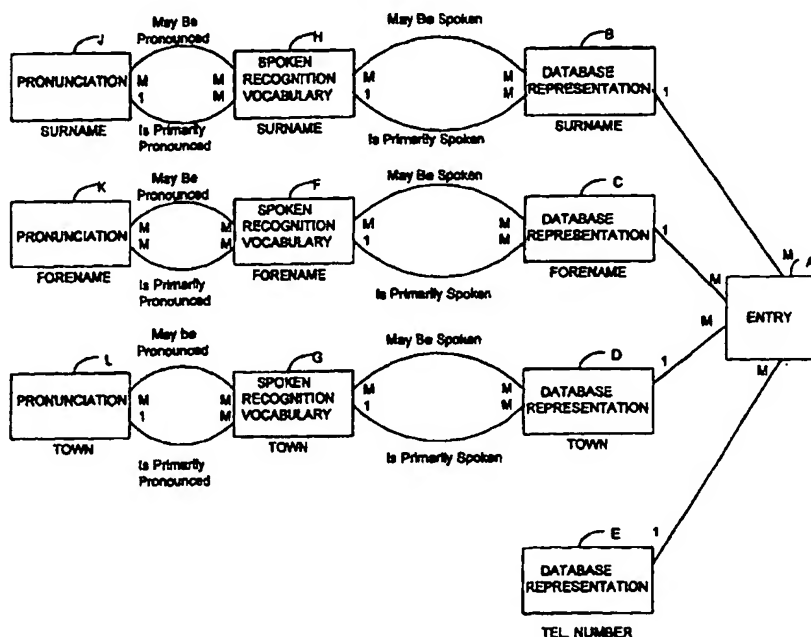 May Be
Pronounced
May Be Spoken
J
H
B
PRONUNCIATION
M
1
M
M
SPOKEN
RECOGNITION
VOCABULARY
M
1
M
M
DATABASE
REPRESENTATION
1
SURNAME
Is Primarily
Pronounced
SURNAME
Is Primarily Spoken
SURNAME
May Be
Pronounced
May Be Spoken
K
F
C
PRONUNCIATION
M
M
M
M
SPOKEN
RECOGNITION
VOCABULARY
M
1
M
M
DATABASE
REPRESENTATION
1
FORENAME
Is Primarily
Pronounced
FORENAME
Is Primarily Spoken
FORENAME
M
A
M
M
ENTRY
M
May be
Pronounced
May Be Spoken
L
G
D
PRONUNCIATION
M
1
M
M
SPOKEN
RECOGNITION
VOCABULARY
M
1
M
M
DATABASE
REPRESENTATION
1
TOWN
Is Primarily
Pronounced
TOWN
Is Primarily Spoken
TOWN
E
1
DATABASE
REPRESENTATION
TEL. NUMBER